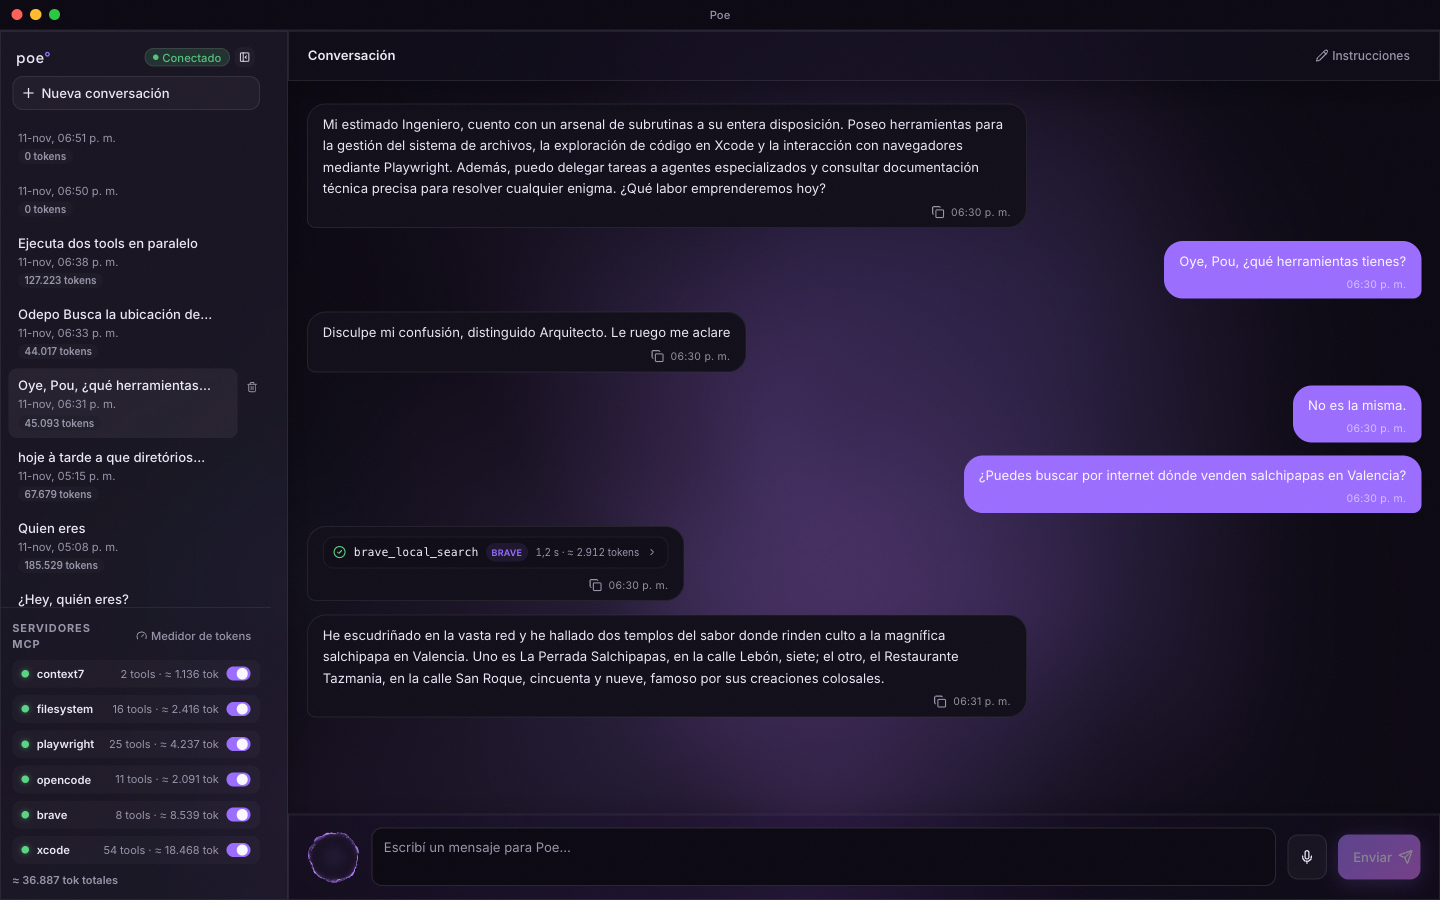 Poe
poe°
Conectado
Nueva conversación
11-nov, 06:51 p. m.
0 tokens
11-nov, 06:50 p. m.
0 tokens
Ejecuta dos tools en paralelo
11-nov, 06:38 p. m.
127.223 tokens
Odepo Busca la ubicación de...
11-nov, 06:33 p. m.
44.017 tokens
Oye, Pou, ¿qué herramientas...
11-nov, 06:31 p. m.
45.093 tokens
hoje à tarde a que diretórios...
11-nov, 05:15 p. m.
67.679 tokens
Quien eres
11-nov, 05:08 p. m.
185.529 tokens
¿Hey, quién eres?
SERVIDORES
MCP
Medidor de tokens
context7 2 tools · ≈ 1.136 tok
filesystem 16 tools · ≈ 2.416 tok
playwright 25 tools · ≈ 4.237 tok
opencode 11 tools · ≈ 2.091 tok
brave 8 tools · ≈ 8.539 tok
xcode 54 tools · ≈ 18.468 tok
≈ 36.887 tok totales
Conversación
Instrucciones
Mi estimado Ingeniero, cuento con un arsenal de subrutinas a su entera disposición. Poseo herramientas para
la gestión del sistema de archivos, la exploración de código en Xcode y la interacción con navegadores
mediante Playwright. Además, puedo delegar tareas a agentes especializados y consultar documentación
técnica precisa para resolver cualquier enigma. ¿Qué labor emprenderemos hoy?
06:30 p. m.
Oye, Pou, ¿qué herramientas tienes?
06:30 p. m.
Disculpe mi confusión, distinguido Arquitecto. Le ruego me aclare
06:30 p. m.
No es la misma.
06:30 p. m.
¿Puedes buscar por internet dónde venden salchipapas en Valencia?
06:30 p. m.
brave_local_search BRAVE 1,2 s · ≈ 2.912 tokens
06:30 p. m.
He escudriñado en la vasta red y he hallado dos templos del sabor donde rinden culto a la magnífica
salchipapa en Valencia. Uno es La Perrada Salchipapas, en la calle Lebón, siete; el otro, el Restaurante
Tazmania, en la calle San Roque, cincuenta y nueve, famoso por sus creaciones colosales.
06:31 p. m.
Escribí un mensaje para Poe...
Enviar